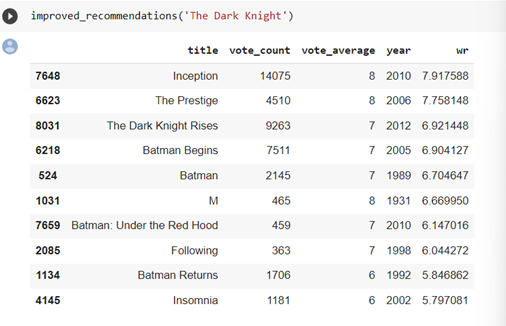 improved_recommendations('The Dark Knight')
title vote_count vote_average year wr
7648 Inception 14075 8 2010 7.917588
6623 The Prestige 4510 8 2006 7.758148
8031 The Dark Knight Rises 9263 7 2012 6.921448
6218 Batman Begins 7511 7 2005 6.904127
524 Batman 2145 7 1989 6.704647
1031 M 465 8 1931 6.669950
7659 Batman: Under the Red Hood 459 7 2010 6.147016
2085 Following 363 7 1998 6.044272
1134 Batman Returns 1706 6 1992 5.846862
4145 Insomnia 1181 6 2002 5.797081